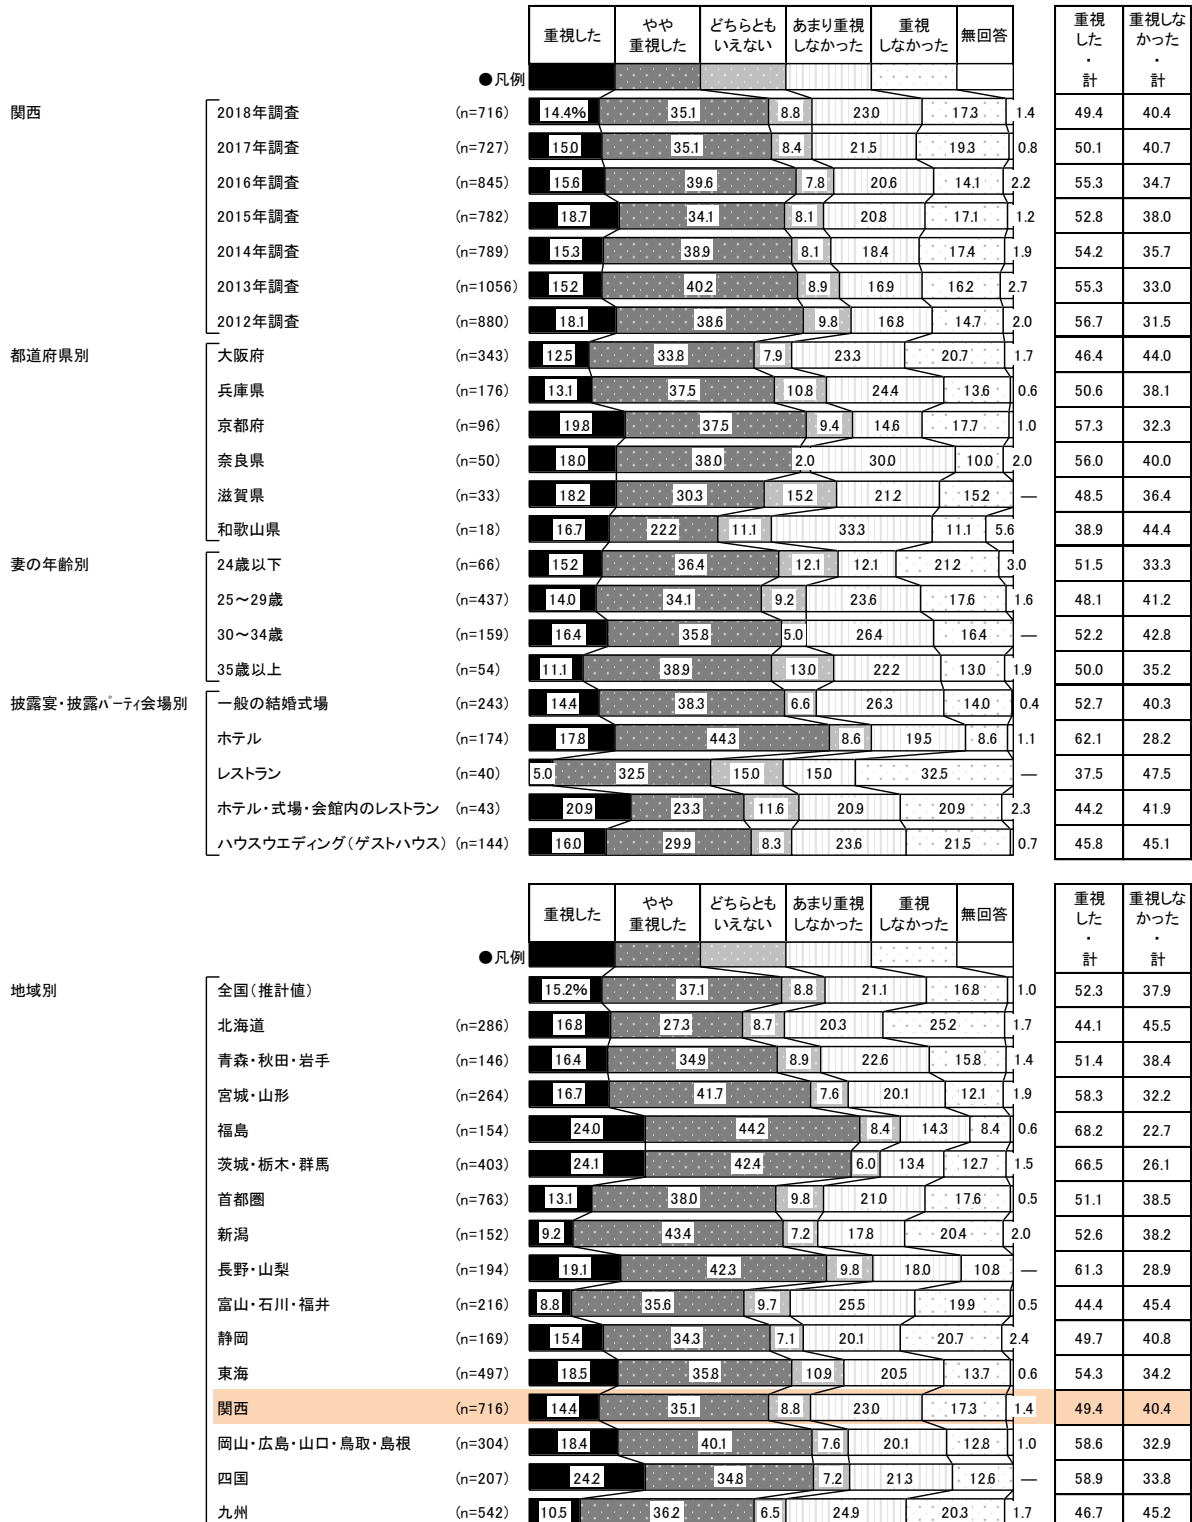 重視した やや重視した どちらともいえない あまり重視しなかった 重視しなかった 無回答 重視した・計 重視しなかった・計
●凡例
関西 2018年調査 (n=716) 14.4% 35.1 8.8 23.0 17.3 1.4 49.4 40.4
2017年調査 (n=727) 15.0 35.1 8.4 21.5 19.3 0.8 50.1 40.7
2016年調査 (n=845) 15.6 39.6 7.8 20.6 14.1 2.2 55.3 34.7
2015年調査 (n=782) 18.7 34.1 8.1 20.8 17.1 1.2 52.8 38.0
2014年調査 (n=789) 15.3 38.9 8.1 18.4 17.4 1.9 54.2 35.7
2013年調査 (n=1056) 15.2 40.2 8.9 16.9 16.2 2.7 55.3 33.0
2012年調査 (n=880) 18.1 38.6 9.8 16.8 14.7 2.0 56.7 31.5
都道府県別 大阪府 (n=343) 12.5 33.8 7.9 23.3 20.7 1.7 46.4 44.0
兵庫県 (n=176) 13.1 37.5 10.8 24.4 13.6 0.6 50.6 38.1
京都府 (n=96) 19.8 37.5 9.4 14.6 17.7 1.0 57.3 32.3
奈良県 (n=50) 18.0 38.0 2.0 30.0 10.0 2.0 56.0 40.0
滋賀県 (n=33) 18.2 30.3 15.2 21.2 15.2 — 48.5 36.4
和歌山県 (n=18) 16.7 22.2 11.1 33.3 11.1 5.6 38.9 44.4
妻の年齢別 24歳以下 (n=66) 15.2 36.4 12.1 12.1 21.2 3.0 51.5 33.3
25～29歳 (n=437) 14.0 34.1 9.2 23.6 17.6 1.6 48.1 41.2
30～34歳 (n=159) 16.4 35.8 5.0 26.4 16.4 — 52.2 42.8
35歳以上 (n=54) 11.1 38.9 13.0 22.2 13.0 1.9 50.0 35.2
披露宴・披露ﾊﾟｰﾃｨ会場別 一般の結婚式場 (n=243) 14.4 38.3 6.6 26.3 14.0 0.4 52.7 40.3
ホテル (n=174) 17.8 44.3 8.6 19.5 8.6 1.1 62.1 28.2
レストラン (n=40) 5.0 32.5 15.0 15.0 32.5 — 37.5 47.5
ホテル・式場・会館内のレストラン (n=43) 20.9 23.3 11.6 20.9 20.9 2.3 44.2 41.9
ハウスウエディング(ゲストハウス) (n=144) 16.0 29.9 8.3 23.6 21.5 0.7 45.8 45.1
重視した やや重視した どちらともいえない あまり重視しなかった 重視しなかった 無回答 重視した・計 重視しなかった・計
●凡例
地域別 全国(推計値) 15.2% 37.1 8.8 21.1 16.8 1.0 52.3 37.9
北海道 (n=286) 16.8 27.3 8.7 20.3 25.2 1.7 44.1 45.5
青森・秋田・岩手 (n=146) 16.4 34.9 8.9 22.6 15.8 1.4 51.4 38.4
宮城・山形 (n=264) 16.7 41.7 7.6 20.1 12.1 1.9 58.3 32.2
福島 (n=154) 24.0 44.2 8.4 14.3 8.4 0.6 68.2 22.7
茨城・栃木・群馬 (n=403) 24.1 42.4 6.0 13.4 12.7 1.5 66.5 26.1
首都圏 (n=763) 13.1 38.0 9.8 21.0 17.6 0.5 51.1 38.5
新潟 (n=152) 9.2 43.4 7.2 17.8 20.4 2.0 52.6 38.2
長野・山梨 (n=194) 19.1 42.3 9.8 18.0 10.8 — 61.3 28.9
富山・石川・福井 (n=216) 8.8 35.6 9.7 25.5 19.9 0.5 44.4 45.4
静岡 (n=169) 15.4 34.3 7.1 20.1 20.7 2.4 49.7 40.8
東海 (n=497) 18.5 35.8 10.9 20.5 13.7 0.6 54.3 34.2
関西 (n=716) 14.4 35.1 8.8 23.0 17.3 1.4 49.4 40.4
岡山・広島・山口・鳥取・島根 (n=304) 18.4 40.1 7.6 20.1 12.8 1.0 58.6 32.9
四国 (n=207) 24.2 34.8 7.2 21.3 12.6 — 58.9 33.8
九州 (n=542) 10.5 36.2 6.5 24.9 20.3 1.7 46.7 45.2